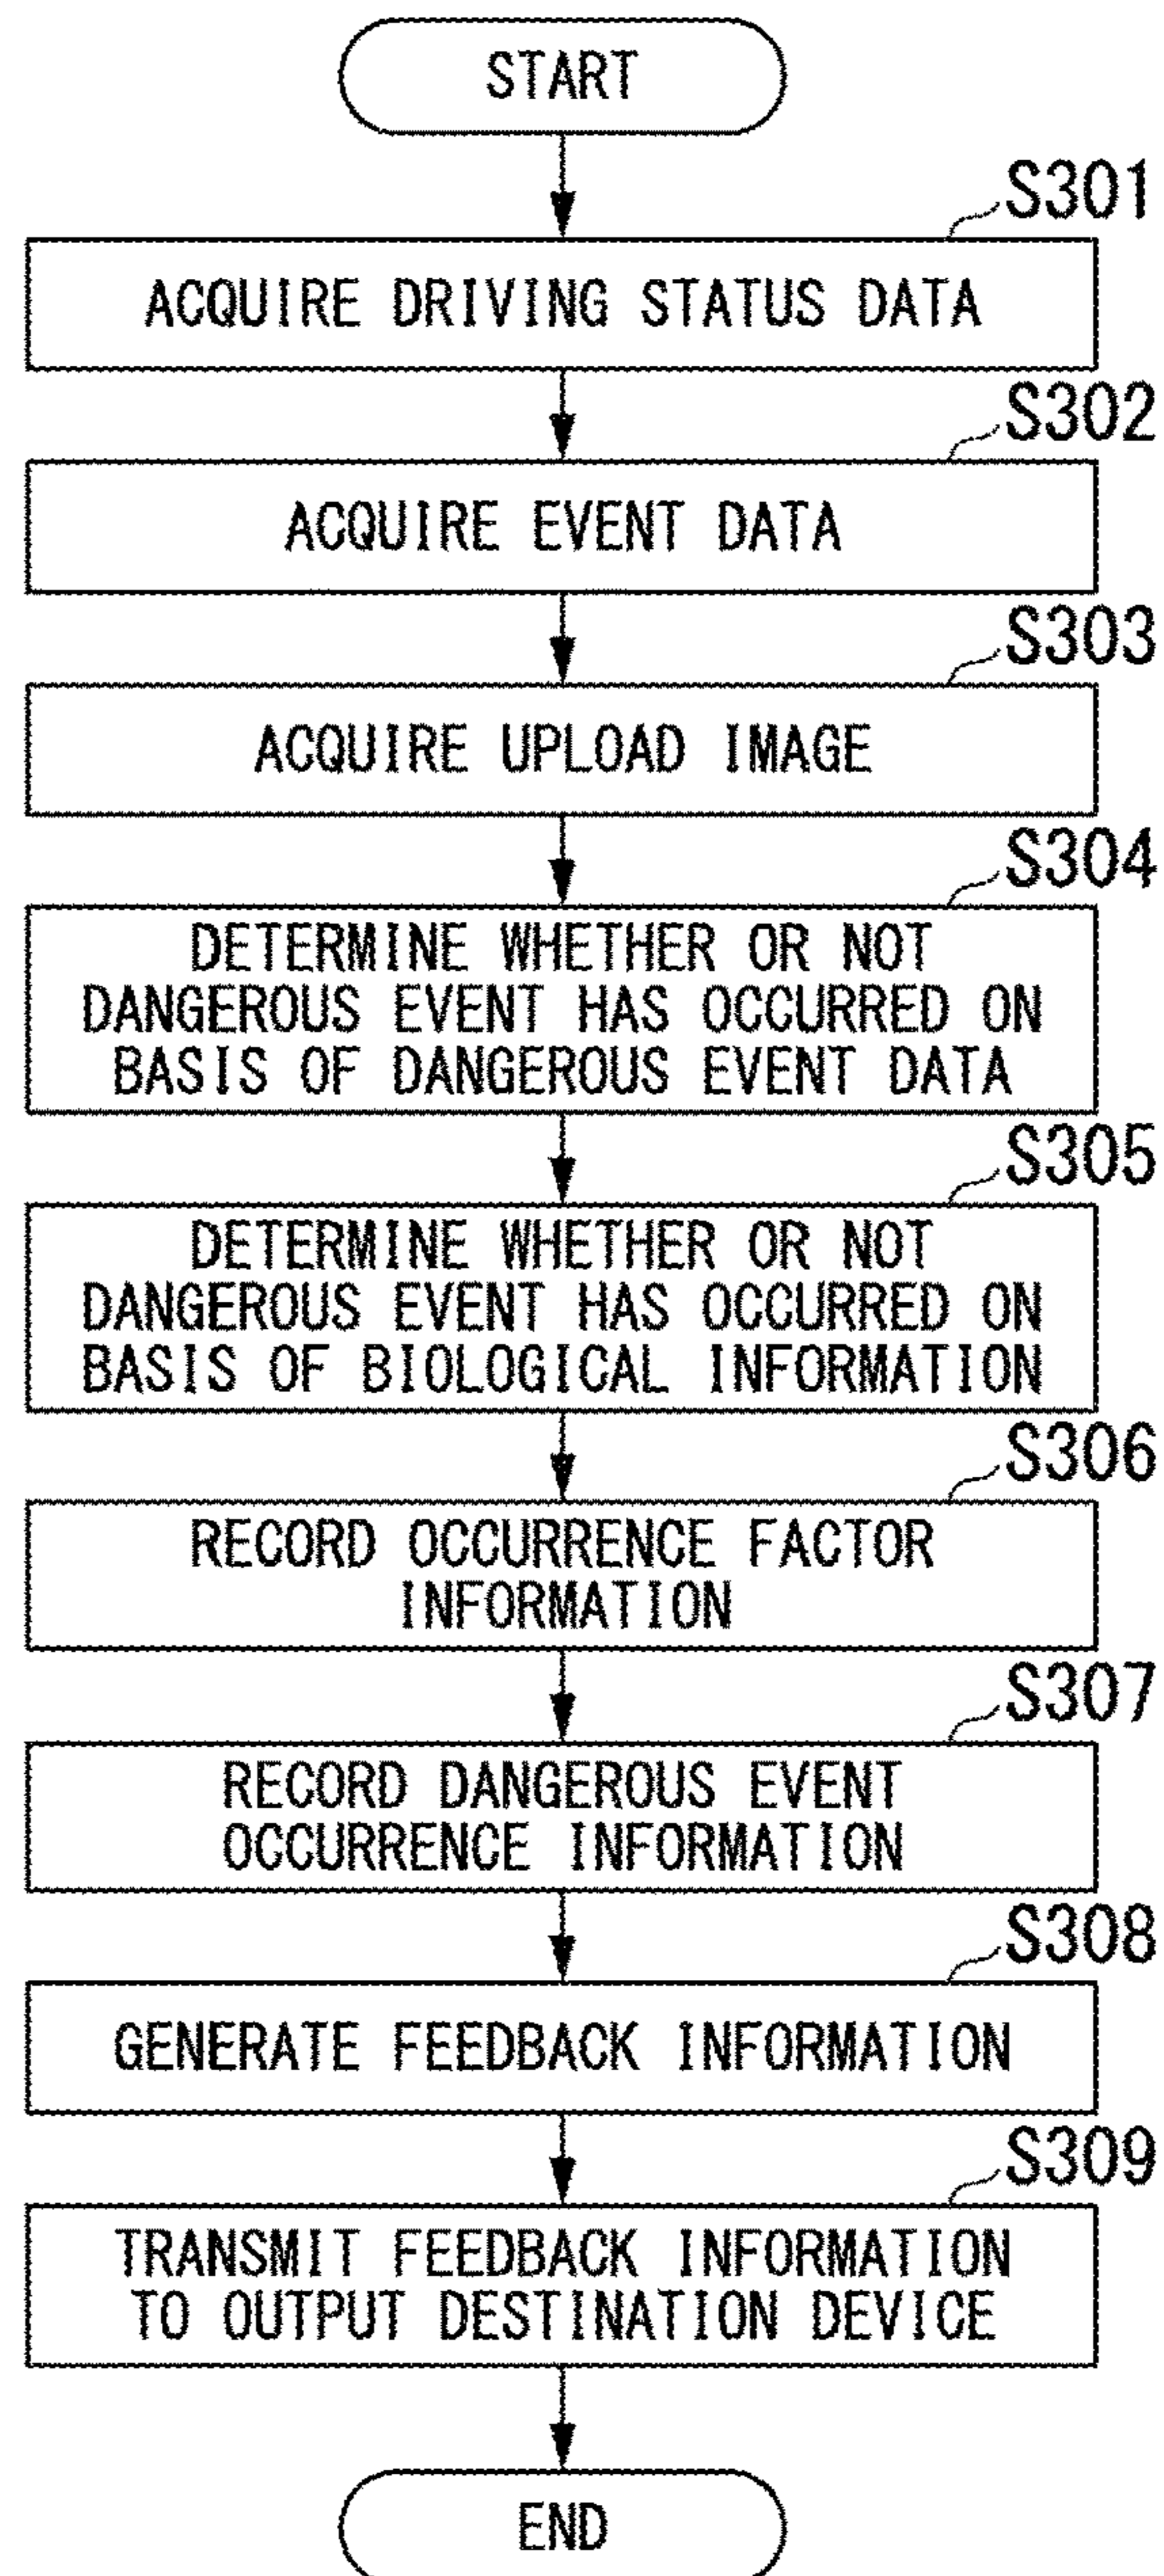 START
S301
ACQUIRE DRIVING STATUS DATA
S302
ACQUIRE EVENT DATA
S303
ACQUIRE UPLOAD IMAGE
S304
DETERMINE WHETHER OR NOT
DANGEROUS EVENT HAS OCCURRED ON
BASIS OF DANGEROUS EVENT DATA
S305
DETERMINE WHETHER OR NOT
DANGEROUS EVENT HAS OCCURRED ON
BASIS OF BIOLOGICAL INFORMATION
S306
RECORD OCCURRENCE FACTOR
INFORMATION
S307
RECORD DANGEROUS EVENT
OCCURRENCE INFORMATION
S308
GENERATE FEEDBACK INFORMATION
S309
TRANSMIT FEEDBACK INFORMATION
TO OUTPUT DESTINATION DEVICE
END